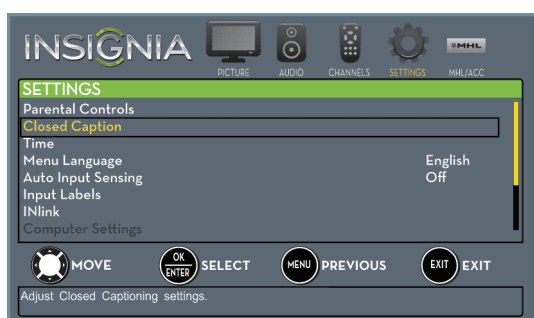 INSIGNIA
PICTURE AUDIO CHANNELS SETTINGS MHL MHL/ACC
SETTINGS
Parental Controls
Closed Caption
Time
Menu Language English
Auto Input Sensing Off
Input Labels
INlink
Computer Settings
MOVE OK ENTER SELECT MENU PREVIOUS EXIT EXIT
Adjust Closed Captioning settings.